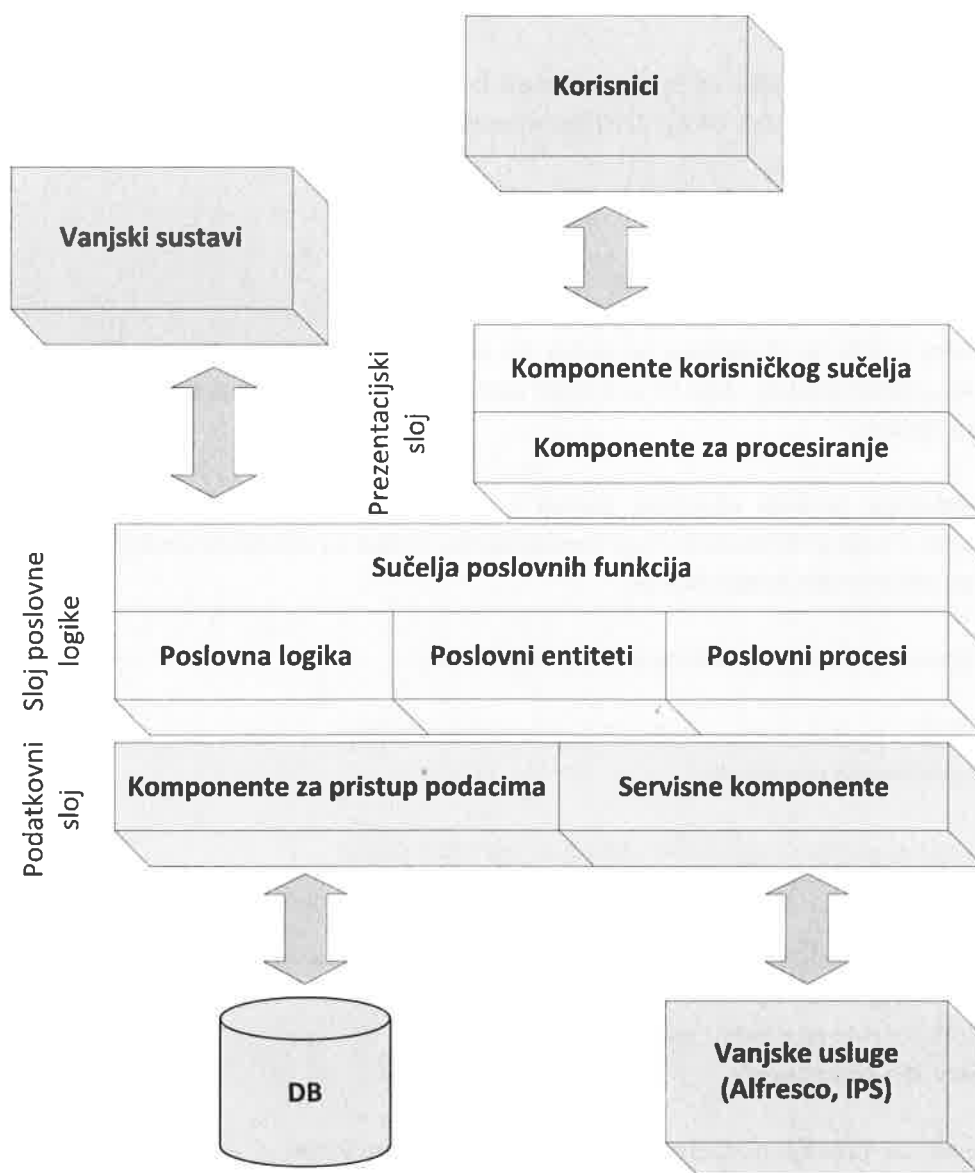 Korisnici
Vanjski sustavi
Prezentacijski
sloj
Komponente korisničkog sučelja
Komponente za procesiranje
Sloj poslovne
logike
Sučelja poslovnih funkcija
Poslovna logika
Poslovni entiteti
Poslovni procesi
Podatkovni
sloj
Komponente za pristup podacima
Servisne komponente
DB
Vanjske usluge
(Alfresco, IPS)